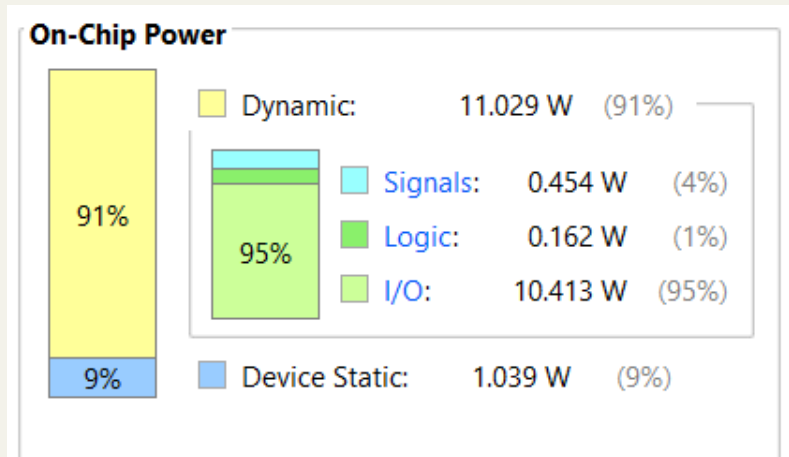 On-Chip Power
Dynamic: 11.029 W (91%)
Signals: 0.454 W (4%)
91%
Logic: 0.162 W (1%)
95%
I/O: 10.413 W (95%)
9%
Device Static: 1.039 W (9%)